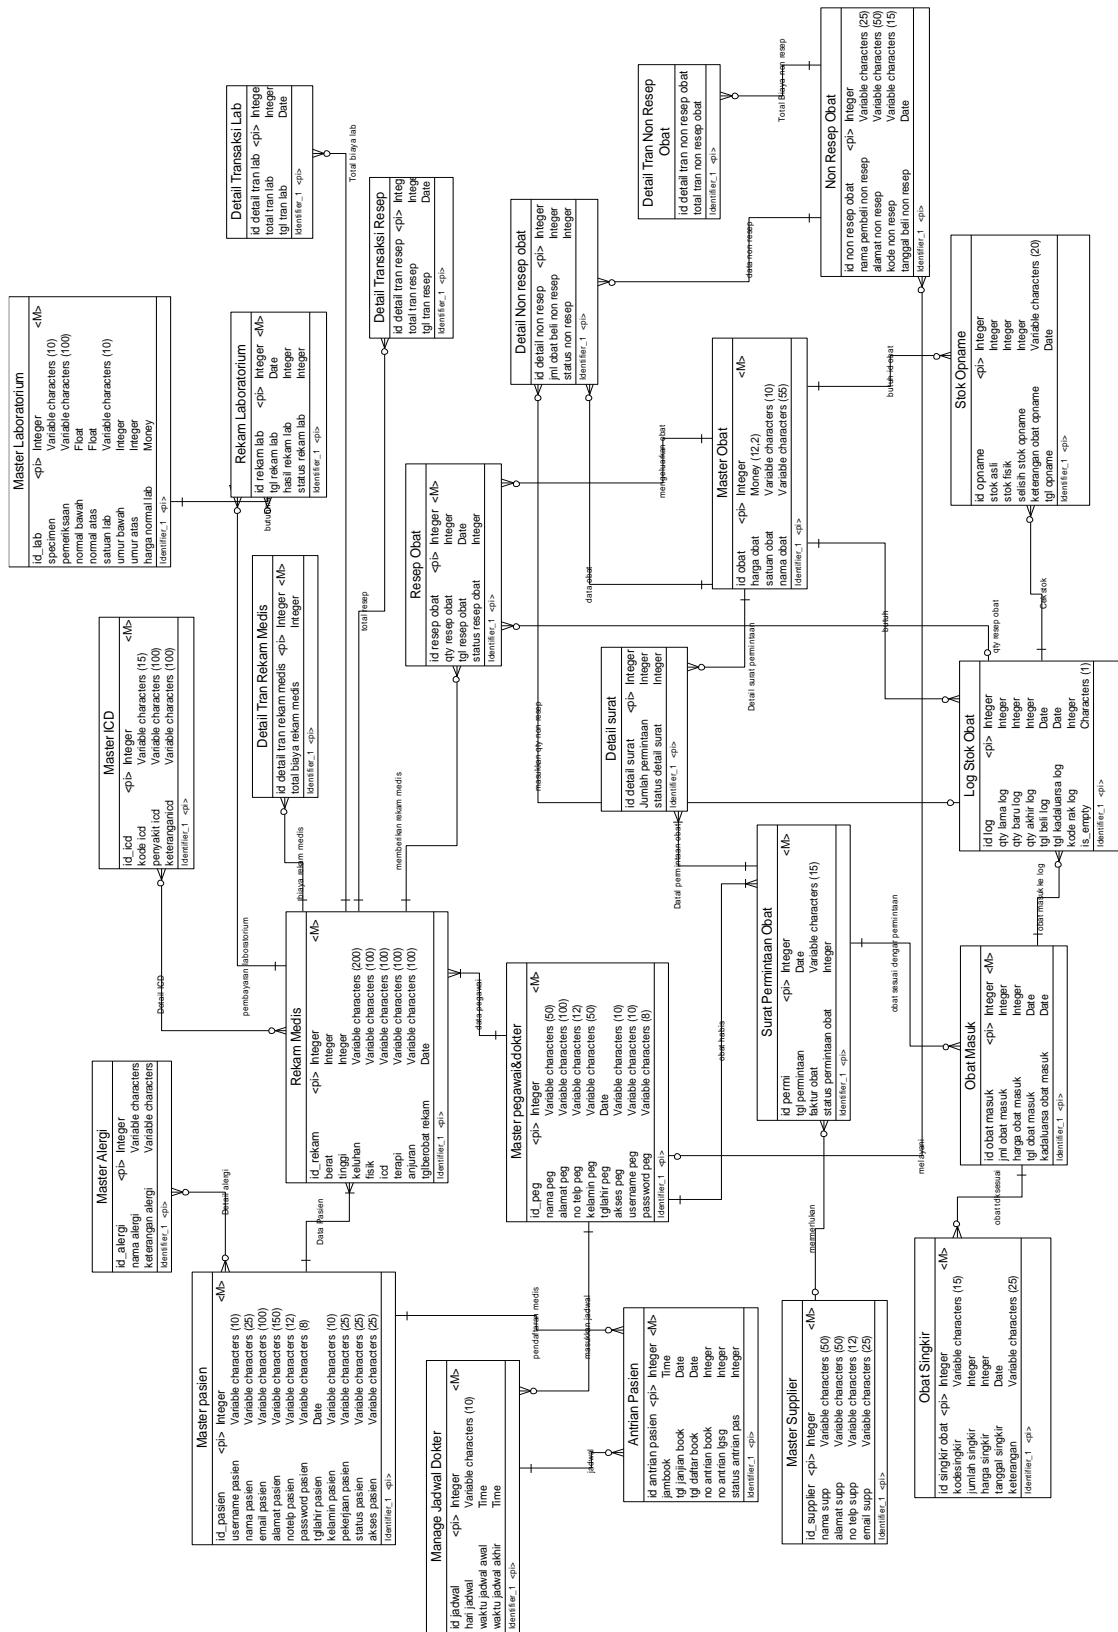 Master Laboratorium
id_lab <pi> Integer <M>
specimen Variable characters (10)
pemeriksaan Variable characters (100)
normal bawah Float
normal atas Float
satuan lab Variable characters (10)
umur bawah Integer
umur atas Integer
harga normal lab Money
Identifier_1 <pi>
Detail Transaksi Lab
id detail tran lab <pi> Integer
total tran lab Integer
tgl tran lab Date
Identifier_1 <pi>
Total biaya lab
Master ICD
id_icd <pi> Integer <M>
kode icd Variable characters (15)
penyakit icd Variable characters (100)
keteranganicd Variable characters (100)
Identifier_1 <pi>
Rekam Laboratorium
id rekam lab <pi> Integer <M>
tgl rekam lab Date
hasil rekam lab Integer
status rekam lab Integer
Identifier_1 <pi>
Detail Tran Rekam Medis
id detail tran rekam medis <pi> Integer <M>
total biaya rekam medis Integer
Identifier_1 <pi>
Detail Transaksi Resep
id detail tran resep <pi> Integ
total tran resep Intege
tgl tran resep Date
Identifier_1 <pi>
total resep
Master Alergi
id_alergi <pi> Integer
nama alergi Variable characters
keterangan alergi Variable characters
Identifier_1 <pi>
Detail alergi
Detail ICD
pembayaran laboratorium
biaya rekam medis
memberikan rekam medis
Rekam Medis
id_rekam <pi> Integer <M>
berat Integer
tinggi Integer
keluhan Variable characters (200)
fisik Variable characters (100)
icd Variable characters (100)
terapi Variable characters (100)
anjuran Variable characters (100)
tglberobat rekam Date
Identifier_1 <pi>
Data Pasien
data pegawai
Resep Obat
id resep obat <pi> Integer <M>
qty resep obat Integer
tgl resep obat Date
status resep obat Integer
Identifier_1 <pi>
Master pasien
id_pasien <pi> Integer <M>
username pasien Variable characters (10)
nama pasien Variable characters (25)
email pasien Variable characters (100)
alamat pasien Variable characters (150)
notelp pasien Variable characters (12)
password pasien Variable characters (8)
tgllahir pasien Date
kelamin pasien Variable characters (10)
pekerjaan pasien Variable characters (25)
status pasien Variable characters (25)
akses pasien Variable characters (25)
Identifier_1 <pi>
pendaftaran medis
Master pegawai&dokter
id_peg <pi> Integer <M>
nama peg Variable characters (50)
alamat peg Variable characters (100)
no telp peg Variable characters (12)
kelamin peg Variable characters (50)
tgllahir peg Date
akses peg Variable characters (10)
username peg Variable characters (10)
password peg Variable characters (8)
Identifier_1 <pi>
masukkan jadwal
obat habis
melayani
Manage Jadwal Dokter
id jadwal <pi> Integer <M>
hari jadwal Variable characters (10)
waktu jadwal awal Time
waktu jadwal akhir Time
Identifier_1 <pi>
jadwal
Antrian Pasien
id antrian pasien <pi> Integer <M>
jambook Time
tgl janjian book Date
tgl daftar book Date
no antrian book Integer
no antrian lgsg Integer
status antrian pas Integer
Identifier_1 <pi>
Detail Non resep obat
id detail non resep <pi> Integer
jml obat beli non resep Integer
status non resep Integer
Identifier_1 <pi>
masukkan qty non resep
data obat
mengeluarkan obat
data non resep
Detail Tran Non Resep
Obat
id detail tran non resep obat
total tran non resep obat
Identifier_1 <pi>
Total Biaya non resep
Non Resep Obat
id non resep obat <pi> Integer
nama pembeli non resep Variable characters (25)
alamat non resep Variable characters (50)
kode non resep Variable characters (15)
tanggal beli non resep Date
Identifier_1 <pi>
Master Obat
id obat <pi> Integer <M>
harga obat Money (12,2)
satuan obat Variable characters (10)
nama obat Variable characters (55)
Identifier_1 <pi>
butuh id obat
butuh
Detail surat permintaan
qty resep obat
Detail surat
id detail surat <pi> Integer
Jumlah permintaan Integer
status detail surat Integer
Identifier_1 <pi>
Datal permintaan obat
Stok Opname
id opname <pi> Integer
stok asli Integer
stok fisik Integer
selisih stok opname Integer
keterangan obat opname Variable characters (20)
tgl opname Date
Identifier_1 <pi>
Cek stok
Log Stok Obat
id log <pi> Integer
qty lama log Integer
qty baru log Integer
qty akhir log Integer
tgl beli log Date
tgl kadaluarsa log Date
kode rak log Integer
is_empty Characters (1)
Identifier_1 <pi>
obat masuk ke log
Surat Permintaan Obat
id permi <pi> Integer <M>
tgl permintaan Date
faktur obat Variable characters (15)
status permintaan obat Integer
Identifier_1 <pi>
memerlukan
obat sesuai dengan permintaan
Obat Masuk
id obat masuk <pi> Integer <M>
jml obat masuk Integer
harga obat masuk Integer
tgl obat masuk Date
kadaluarsa obat masuk Date
Identifier_1 <pi>
obat tdk sesuai
Master Supplier
id_supplier <pi> Integer <M>
nama supp Variable characters (50)
alamat supp Variable characters (50)
no telp supp Variable characters (12)
email supp Variable characters (25)
Identifier_1 <pi>
Obat Singkir
id singkir obat <pi> Integer <M>
kodesingkir Variable characters (15)
jumlah singkir Integer
harga singkir Integer
tanggal singkir Date
keterangan Variable characters (25)
Identifier_1 <pi>